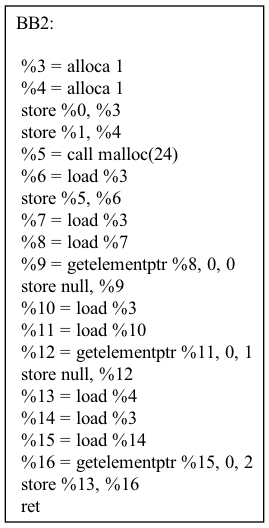 BB2:
%3 = alloca 1
%4 = alloca 1
store %0, %3
store %1, %4
%5 = call malloc(24)
%6 = load %3
store %5, %6
%7 = load %3
%8 = load %7
%9 = getelementptr %8, 0, 0
store null, %9
%10 = load %3
%11 = load %10
%12 = getelementptr %11, 0, 1
store null, %12
%13 = load %4
%14 = load %3
%15 = load %14
%16 = getelementptr %15, 0, 2
store %13, %16
ret